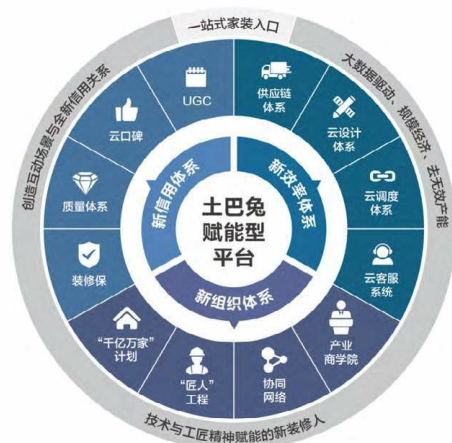 一站式家装入口
创造互动场景与全新信用关系
大数据驱动、规模经济、去无效产能
UGC
供应链
体系
云口碑
云设计
体系
质量体系
云调度
体系
装修保
云客服
系统
新信用体系
新效率体系
土巴兔
赋能型
平台
新组织体系
“千亿万家”
计划
“匠人”
工程
协同
网络
产业
商学院
技术与工匠精神赋能的新装修人